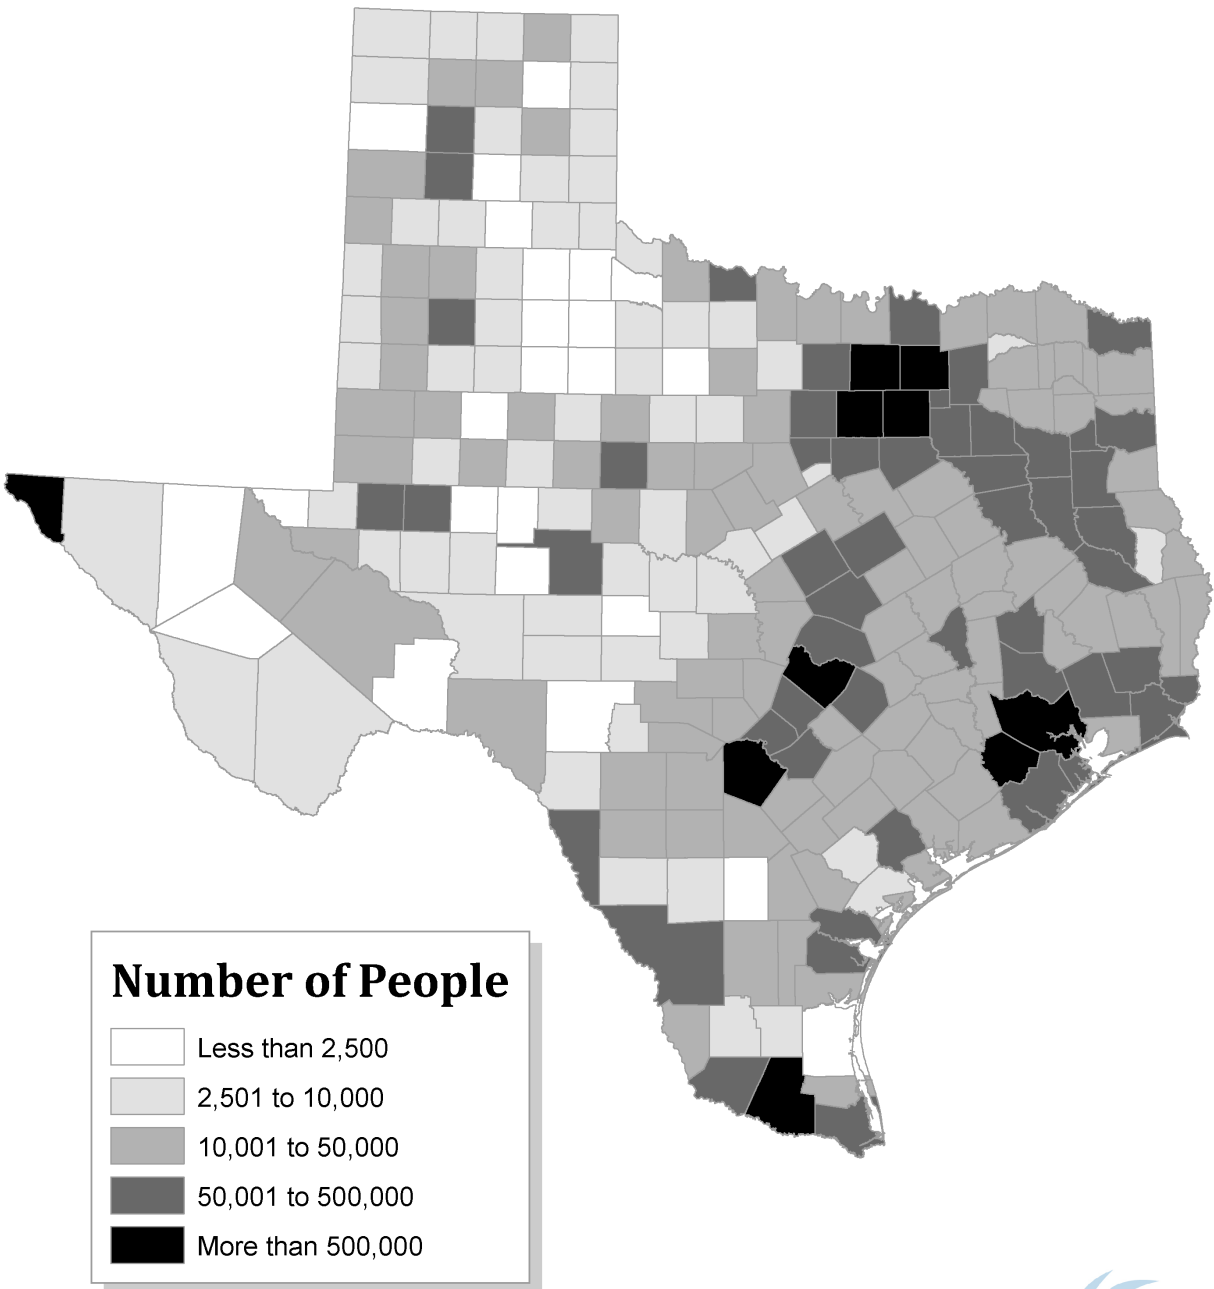 Number of People
Less than 2,500
2,501 to 10,000
10,001 to 50,000
50,001 to 500,000
More than 500,000